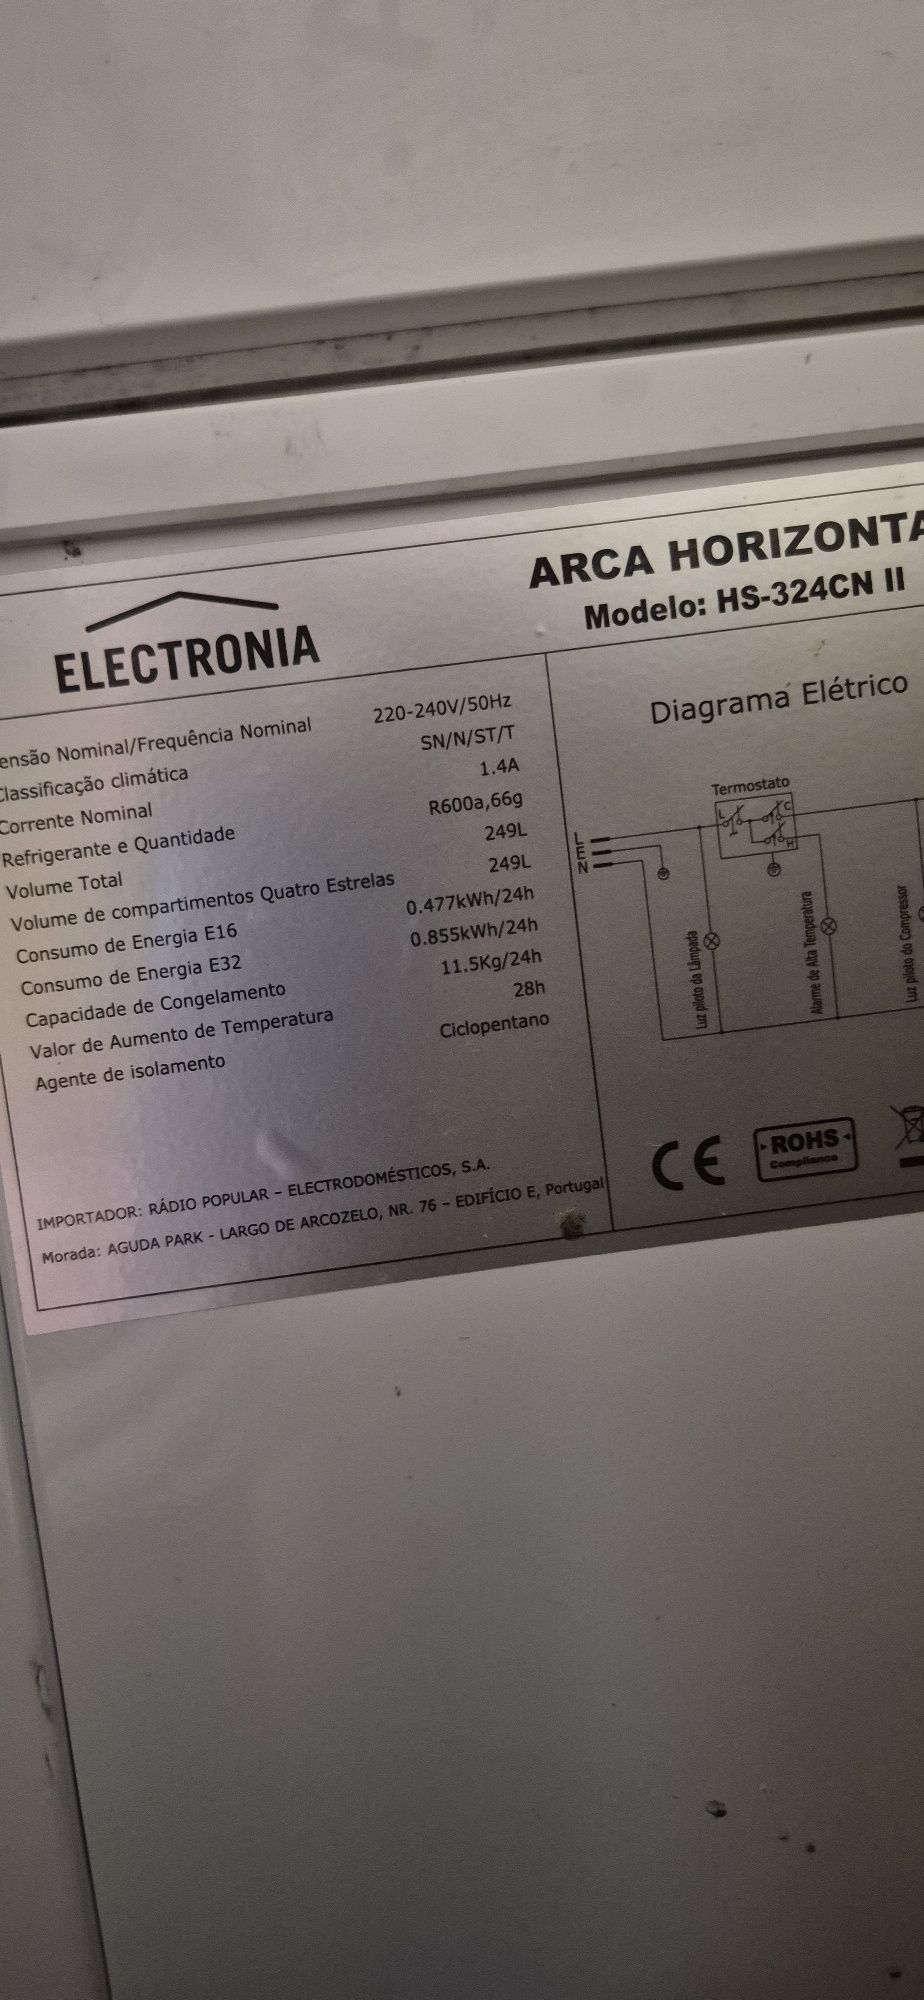 ELECTRONIA
ARCA HORIZONTA
Modelo: HS-324CN II
ensão Nominal/Frequência Nominal 220-240V/50Hz
Classificação climática SN/N/ST/T
Corrente Nominal 1.4A
Refrigerante e Quantidade R600a,66g
Volume Total 249L
Volume de compartimentos Quatro Estrelas 249L
Consumo de Energia E16 0.477kWh/24h
Consumo de Energia E32 0.855kWh/24h
Capacidade de Congelamento 11.5Kg/24h
Valor de Aumento de Temperatura 28h
Agente de isolamento Ciclopentano
IMPORTADOR: RÁDIO POPULAR – ELECTRODOMÉSTICOS, S.A.
Morada: AGUDA PARK - LARGO DE ARCOZELO, NR. 76 – EDIFÍCIO E, Portugal
Diagrama Elétrico
Termostato
L C
H
L
E
N
Luz piloto da Lâmpada
Alarme de Alta Temperatura
Luz piloto do Compressor
CE
ROHS
Compliance